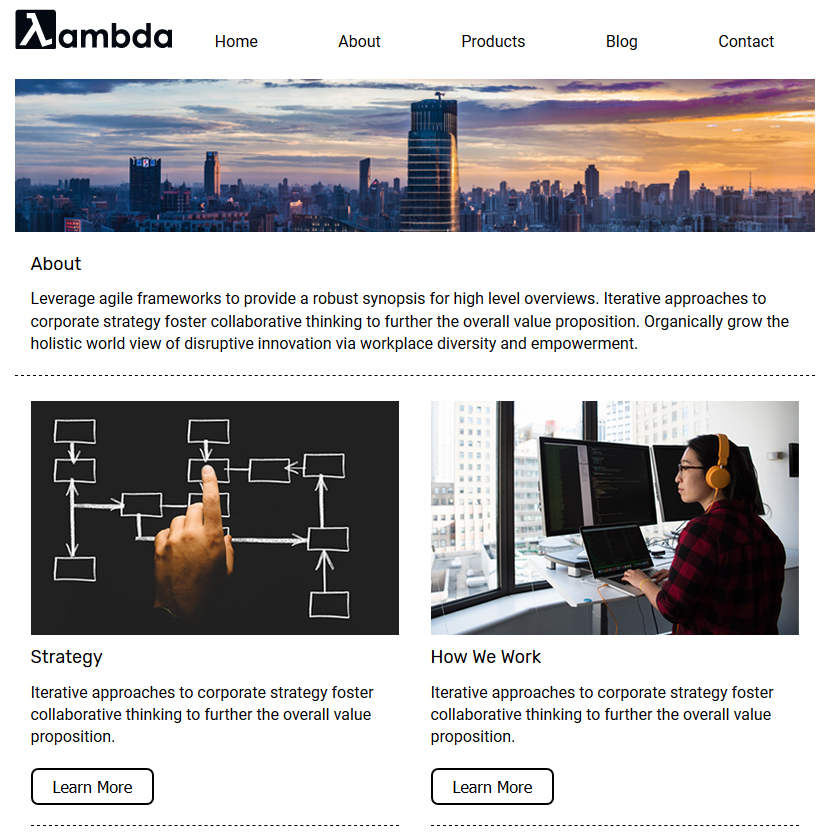 λambda
Home About Products Blog Contact
About
Leverage agile frameworks to provide a robust synopsis for high level overviews. Iterative approaches to
corporate strategy foster collaborative thinking to further the overall value proposition. Organically grow the
holistic world view of disruptive innovation via workplace diversity and empowerment.
Strategy
Iterative approaches to corporate strategy foster
collaborative thinking to further the overall value
proposition.
Learn More
How We Work
Iterative approaches to corporate strategy foster
collaborative thinking to further the overall value
proposition.
Learn More